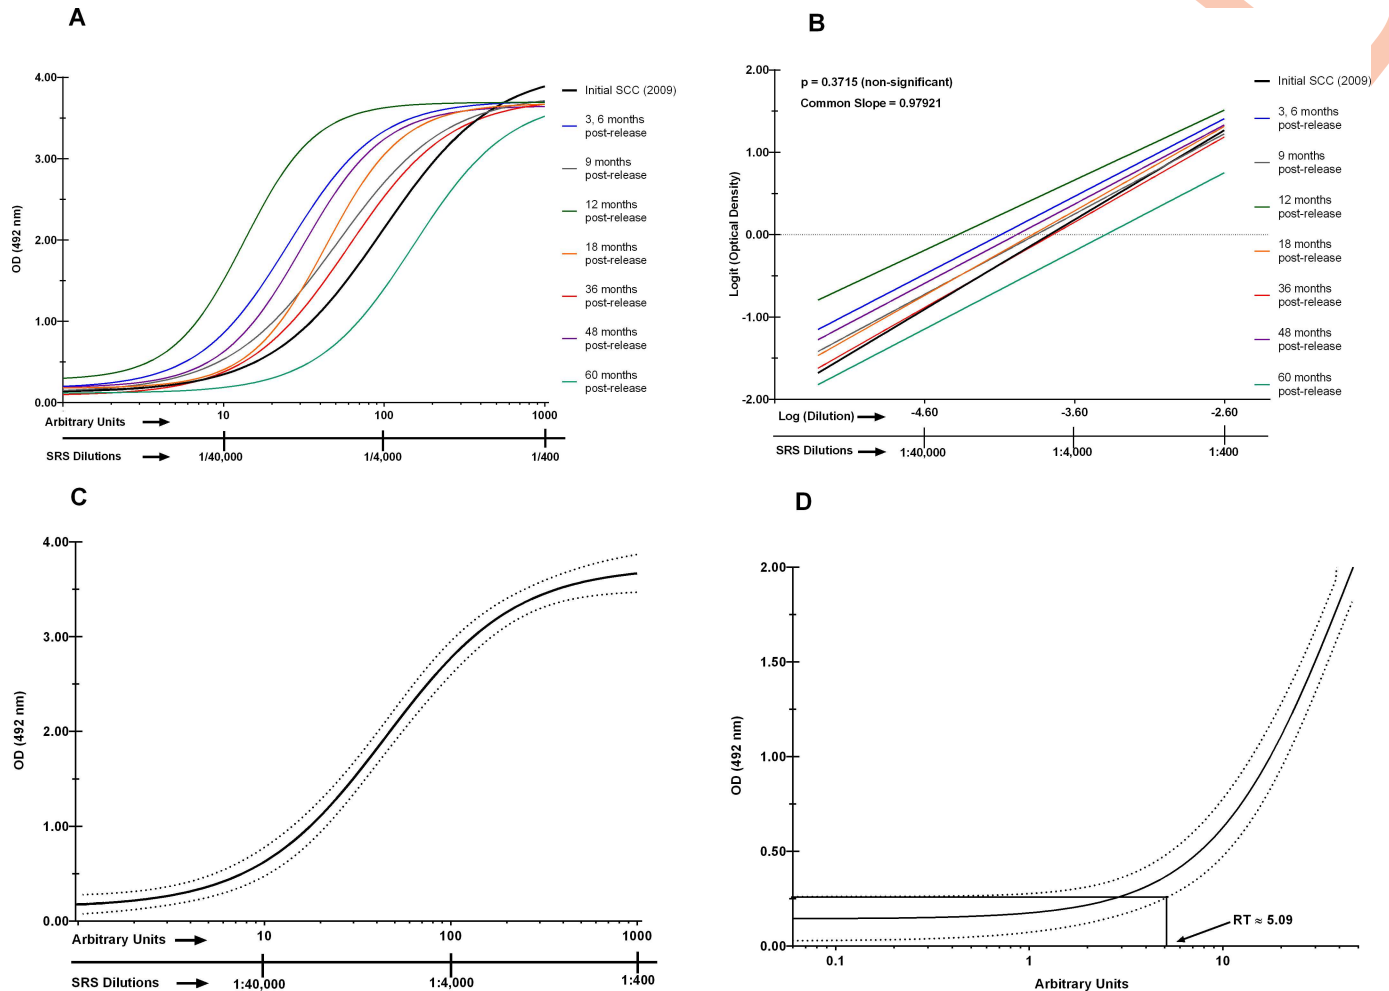 A
4.00
3.00
2.00
1.00
0.00
OD (492 nm)
10
100
1000
Arbitrary Units
SRS Dilutions
1/40,000
1/4,000
1/400
Initial SCC (2009)
3, 6 months
post-release
9 months
post-release
12 months
post-release
18 months
post-release
36 months
post-release
48 months
post-release
60 months
post-release
B
p = 0.3715 (non-significant)
Common Slope = 0.97921
2.00
1.00
0.00
-1.00
-2.00
Logit (Optical Density)
Log (Dilution)
-4.60
-3.60
-2.60
SRS Dilutions
1:40,000
1:4,000
1:400
Initial SCC (2009)
3, 6 months
post-release
9 months
post-release
12 months
post-release
18 months
post-release
36 months
post-release
48 months
post-release
60 months
post-release
C
4.00
3.00
2.00
1.00
0.00
OD (492 nm)
10
100
1000
Arbitrary Units
SRS Dilutions
1:40,000
1:4,000
1:400
D
2.00
1.50
1.00
0.50
0.00
OD (492 nm)
RT ≈ 5.09
0.1
1
10
Arbitrary Units